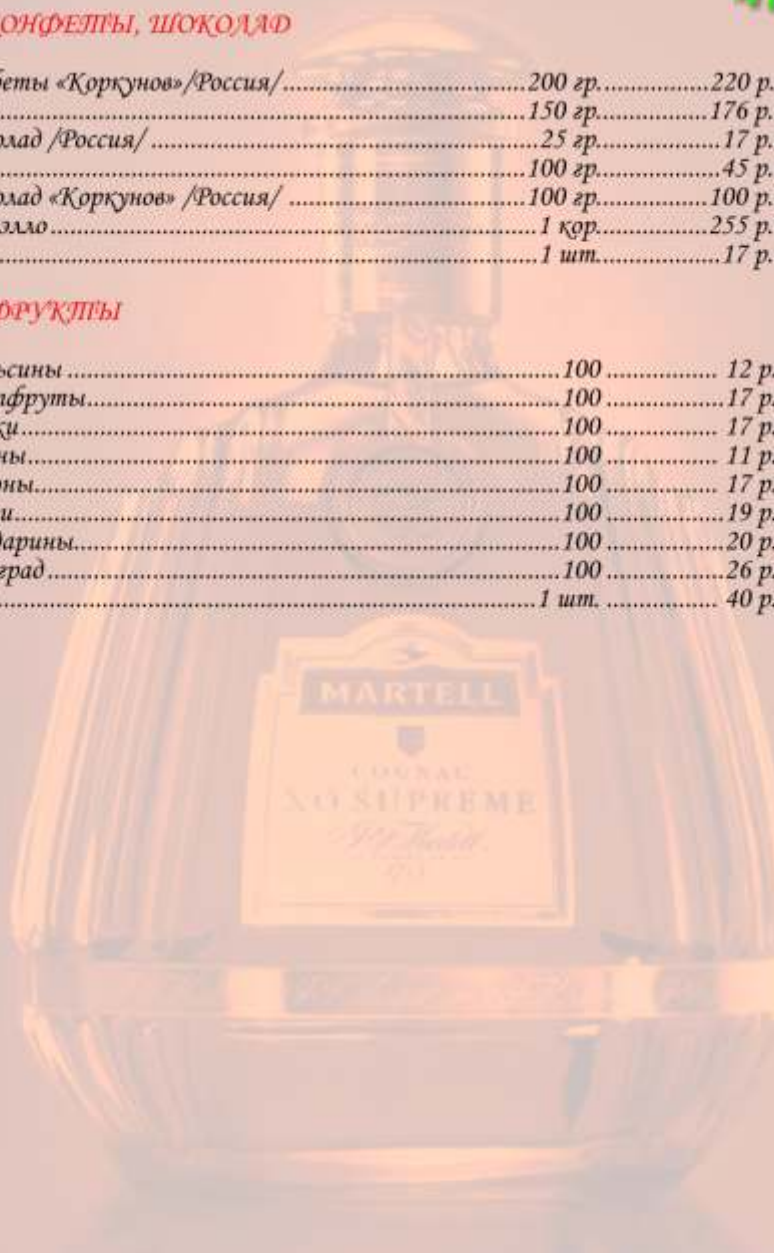 ОНФЕТЫ, ШОКОЛАД
беты «Коркунов»/Россия/.....200 гр.....220 р.
.....150 гр.....176 р.
олад /Россия/.....25 гр.....17 р.
.....100 гр.....45 р.
олад «Коркунов» /Россия/.....100 гр.....100 р.
элло.....1 кор.....255 р.
.....1 шт.....17 р.
ФРУКТЫ
ьсины.....100.....12 р.
пфруты.....100.....17 р.
ки.....100.....17 р.
ны.....100.....11 р.
оны.....100.....17 р.
и.....100.....19 р.
дарины.....100.....20 р.
град.....100.....26 р.
.....1 шт.....40 р.
MARTELL
COGNAC
XO SUPREME